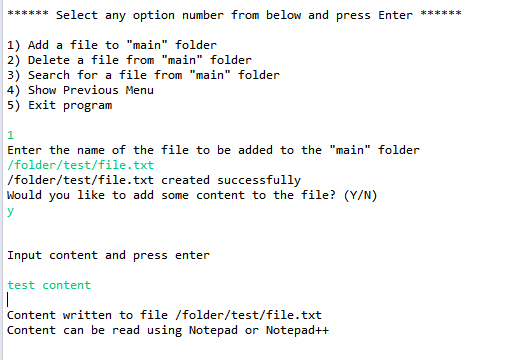 ****** Select any option number from below and press Enter ******
1) Add a file to "main" folder
2) Delete a file from "main" folder
3) Search for a file from "main" folder
4) Show Previous Menu
5) Exit program
1
Enter the name of the file to be added to the "main" folder
/folder/test/file.txt
/folder/test/file.txt created successfully
Would you like to add some content to the file? (Y/N)
y
Input content and press enter
test content
Content written to file /folder/test/file.txt
Content can be read using Notepad or Notepad++